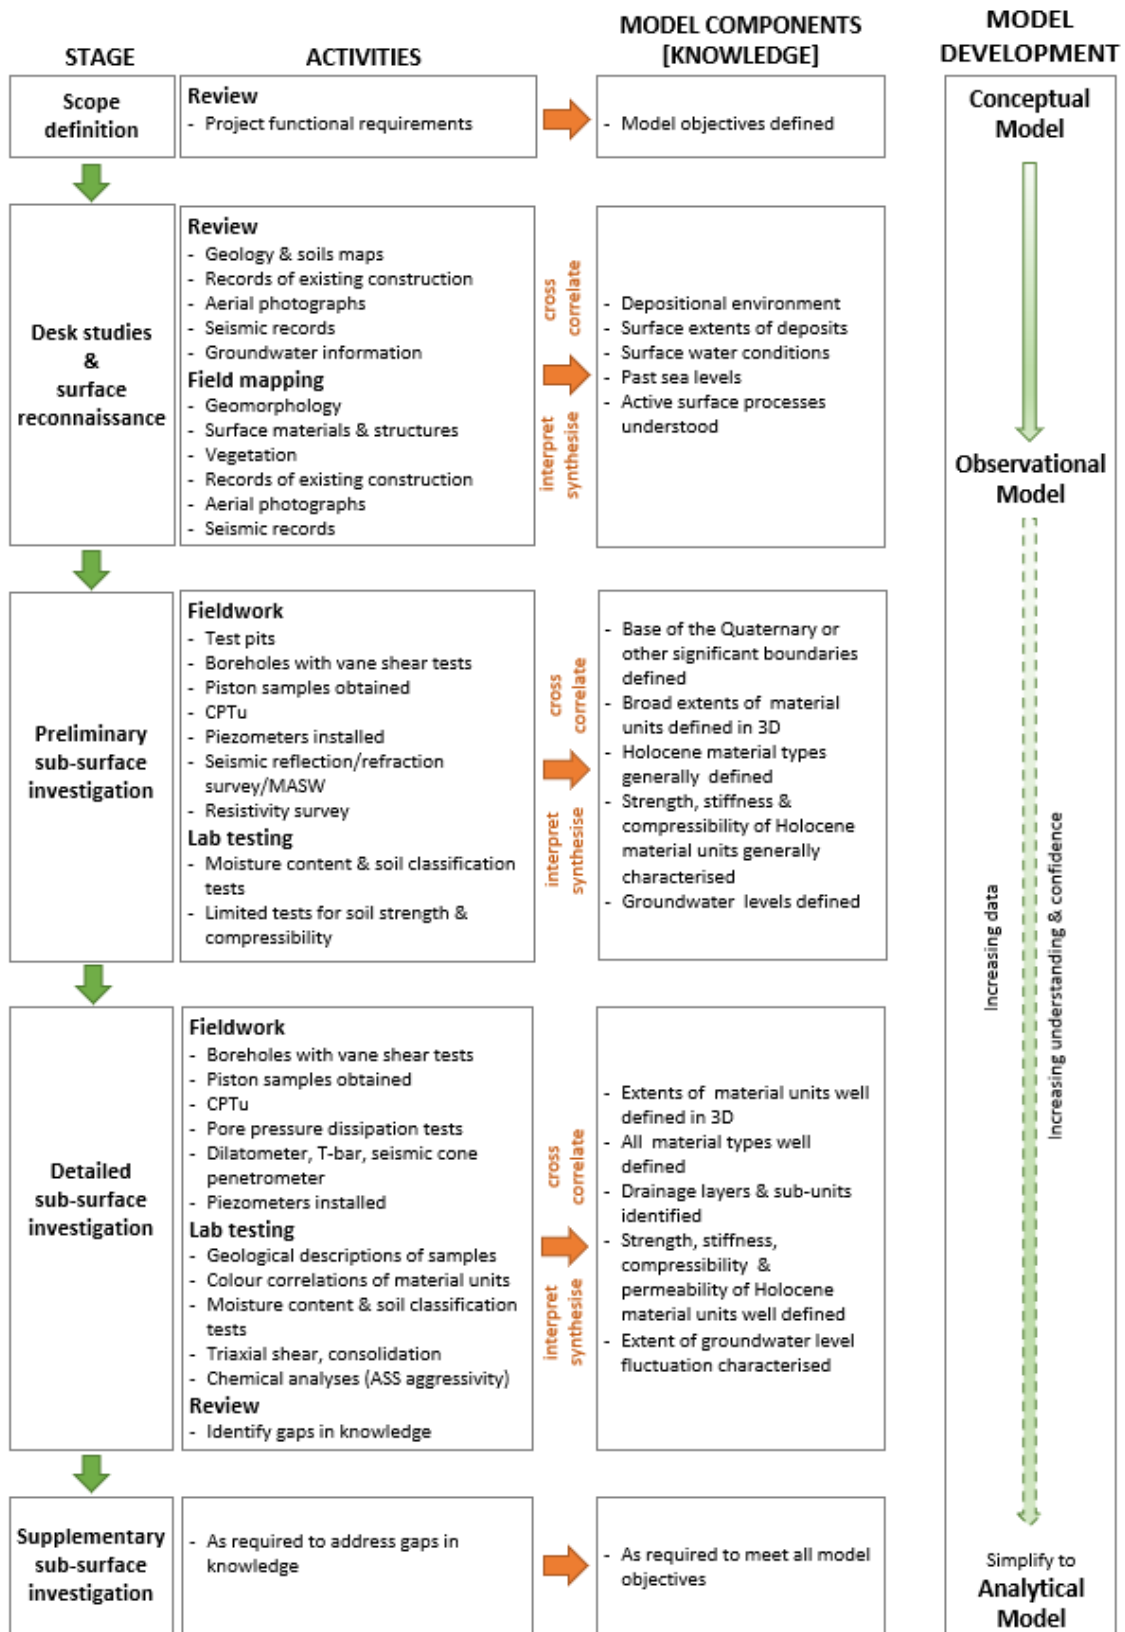 STAGE
ACTIVITIES
MODEL COMPONENTS
[KNOWLEDGE]
MODEL
DEVELOPMENT
Scope
definition
Review
- Project functional requirements
- Model objectives defined
Conceptual
Model
Desk studies
&
surface
reconnaissance
Review
- Geology & soils maps
- Records of existing construction
- Aerial photographs
- Seismic records
- Groundwater information
Field mapping
- Geomorphology
- Surface materials & structures
- Vegetation
- Records of existing construction
- Aerial photographs
- Seismic records
cross
correlate
interpret
synthesise
- Depositional environment
- Surface extents of deposits
- Surface water conditions
- Past sea levels
- Active surface processes
understood
Observational
Model
Preliminary
sub-surface
investigation
Fieldwork
- Test pits
- Boreholes with vane shear tests
- Piston samples obtained
- CPTu
- Piezometers installed
- Seismic reflection/refraction
survey/MASW
- Resistivity survey
Lab testing
- Moisture content & soil classification
tests
- Limited tests for soil strength &
compressibility
cross
correlate
interpret
synthesise
- Base of the Quaternary or
other significant boundaries
defined
- Broad extents of material
units defined in 3D
- Holocene material types
generally defined
- Strength, stiffness &
compressibility of Holocene
material units generally
characterised
- Groundwater levels defined
Increasing data
Increasing understanding & confidence
Detailed
sub-surface
investigation
Fieldwork
- Boreholes with vane shear tests
- Piston samples obtained
- CPTu
- Pore pressure dissipation tests
- Dilatometer, T-bar, seismic cone
penetrometer
- Piezometers installed
Lab testing
- Geological descriptions of samples
- Colour correlations of material units
- Moisture content & soil classification
tests
- Triaxial shear, consolidation
- Chemical analyses (ASS aggressivity)
Review
- Identify gaps in knowledge
cross
correlate
interpret
synthesise
- Extents of material units well
defined in 3D
- All material types well
defined
- Drainage layers & sub-units
identified
- Strength, stiffness,
compressibility &
permeability of Holocene
material units well defined
- Extent of groundwater level
fluctuation characterised
Supplementary
sub-surface
investigation
- As required to address gaps in
knowledge
- As required to meet all model
objectives
Simplify to
Analytical
Model